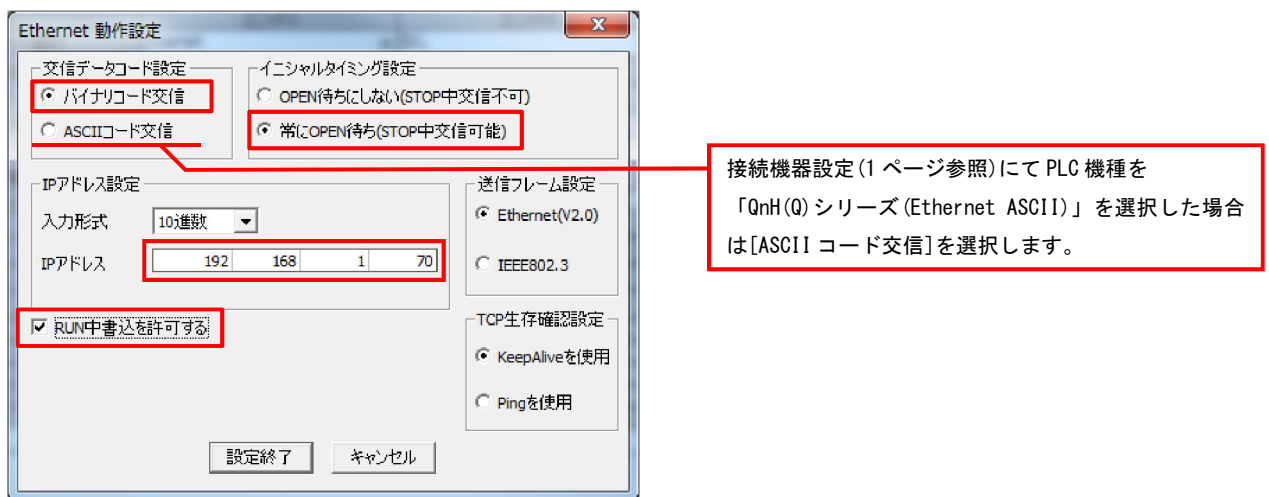 Ethernet 動作設定
交信データコード設定
バイナリコード交信
ASCIIコード交信
イニシャルタイミング設定
OPEN待ちにしない(STOP中交信不可)
常にOPEN待ち(STOP中交信可能)
IPアドレス設定
入力形式 10進数
IPアドレス 192 168 1 70
送信フレーム設定
Ethernet(V2.0)
IEEE802.3
RUN中書込を許可する
TCP生存確認設定
KeepAliveを使用
Pingを使用
設定終了 キャンセル
接続機器設定(1 ページ参照)にて PLC 機種を
「QnH(Q)シリーズ(Ethernet ASCII)」を選択した場合
は[ASCII コード交信]を選択します。